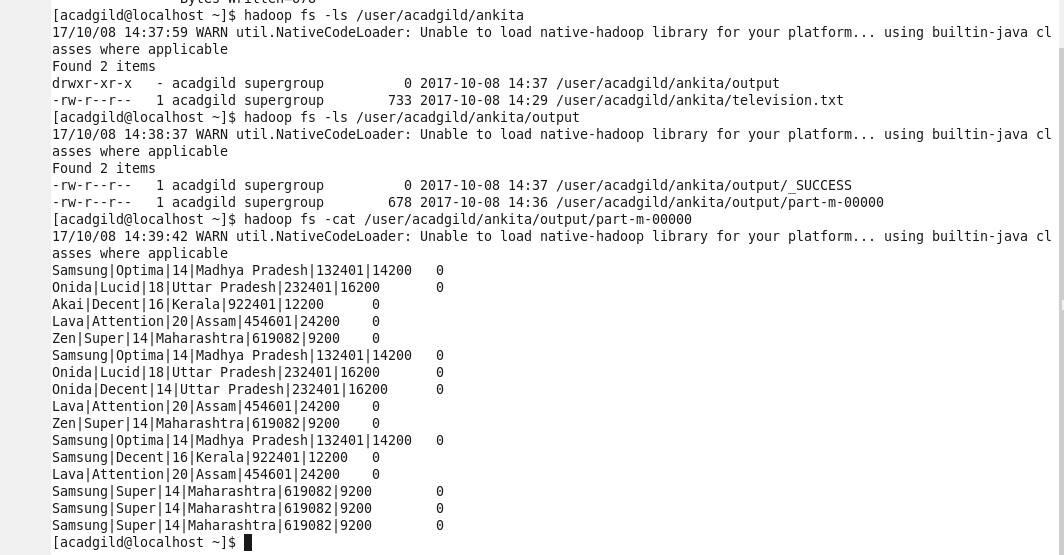 Bytes Written=678
[acadgild@localhost ~]$ hadoop fs -ls /user/acadgild/ankita
17/10/08 14:37:59 WARN util.NativeCodeLoader: Unable to load native-hadoop library for your platform... using builtin-java cl
asses where applicable
Found 2 items
drwxr-xr-x   - acadgild supergroup          0 2017-10-08 14:37 /user/acadgild/ankita/output
-rw-r--r--   1 acadgild supergroup        733 2017-10-08 14:29 /user/acadgild/ankita/television.txt
[acadgild@localhost ~]$ hadoop fs -ls /user/acadgild/ankita/output
17/10/08 14:38:37 WARN util.NativeCodeLoader: Unable to load native-hadoop library for your platform... using builtin-java cl
asses where applicable
Found 2 items
-rw-r--r--   1 acadgild supergroup          0 2017-10-08 14:37 /user/acadgild/ankita/output/_SUCCESS
-rw-r--r--   1 acadgild supergroup        678 2017-10-08 14:36 /user/acadgild/ankita/output/part-m-00000
[acadgild@localhost ~]$ hadoop fs -cat /user/acadgild/ankita/output/part-m-00000
17/10/08 14:39:42 WARN util.NativeCodeLoader: Unable to load native-hadoop library for your platform... using builtin-java cl
asses where applicable
Samsung|Optima|14|Madhya Pradesh|132401|14200   0
Onida|Lucid|18|Uttar Pradesh|232401|16200       0
Akai|Decent|16|Kerala|922401|12200      0
Lava|Attention|20|Assam|454601|24200    0
Zen|Super|14|Maharashtra|619082|9200    0
Samsung|Optima|14|Madhya Pradesh|132401|14200   0
Onida|Lucid|18|Uttar Pradesh|232401|16200       0
Onida|Decent|14|Uttar Pradesh|232401|16200      0
Lava|Attention|20|Assam|454601|24200    0
Zen|Super|14|Maharashtra|619082|9200    0
Samsung|Optima|14|Madhya Pradesh|132401|14200   0
Samsung|Decent|16|Kerala|922401|12200   0
Lava|Attention|20|Assam|454601|24200    0
Samsung|Super|14|Maharashtra|619082|9200        0
Samsung|Super|14|Maharashtra|619082|9200        0
Samsung|Super|14|Maharashtra|619082|9200        0
[acadgild@localhost ~]$